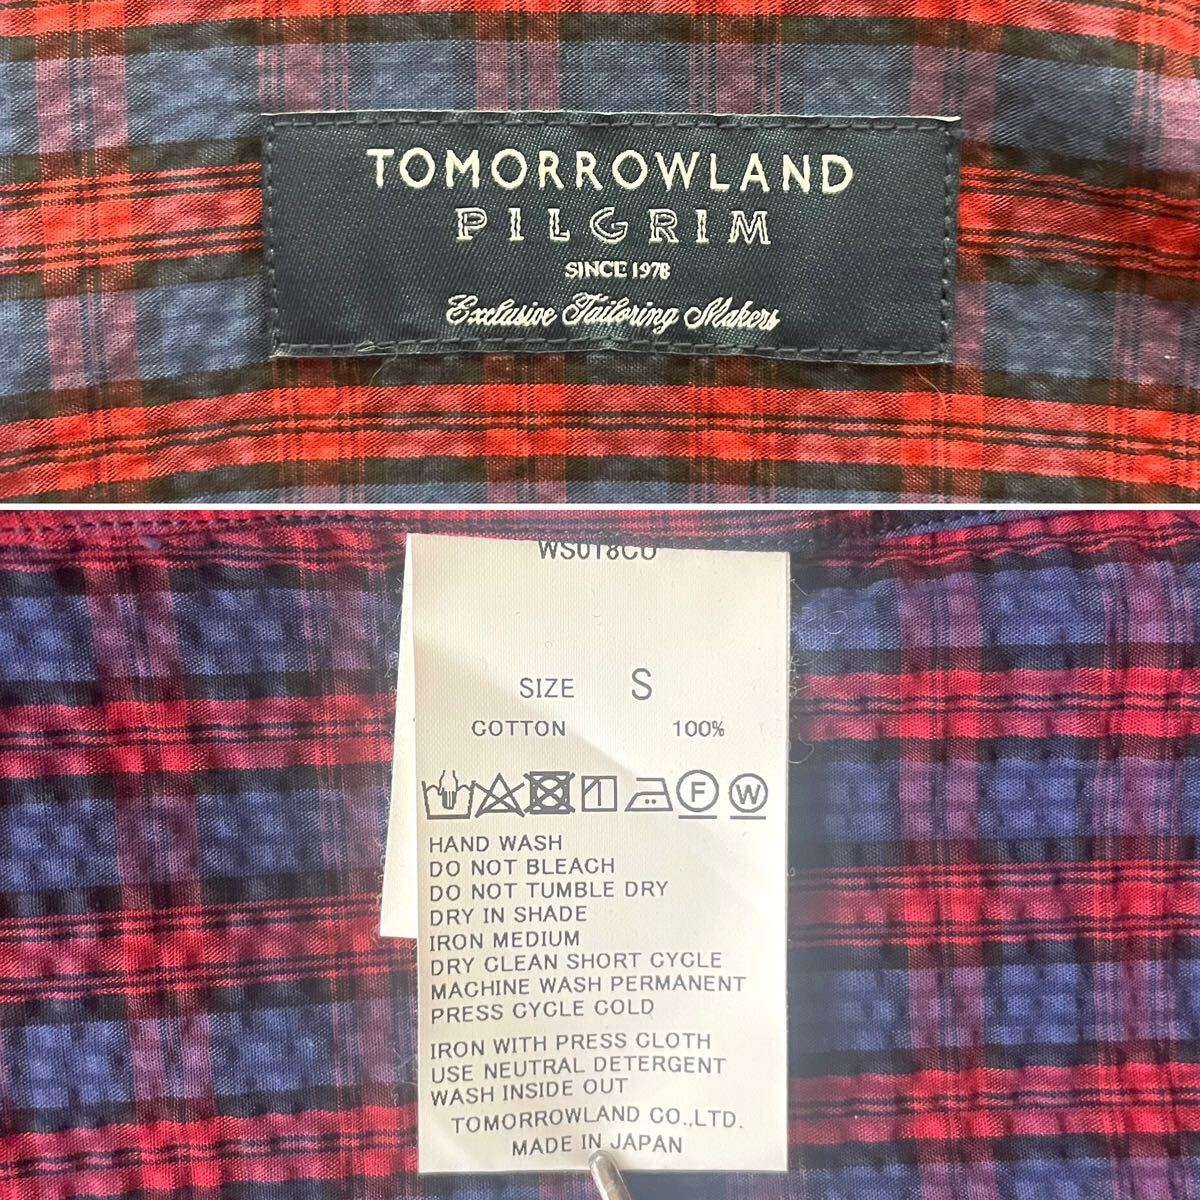 TOMORROWLAND
PILGRIM
SINCE 1978
Exclusive Tailoring Makers
WS018CU
SIZE S
COTTON 100%
F W
HAND WASH
DO NOT BLEACH
DO NOT TUMBLE DRY
DRY IN SHADE
IRON MEDIUM
DRY CLEAN SHORT CYCLE
MACHINE WASH PERMANENT
PRESS CYCLE COLD
IRON WITH PRESS CLOTH
USE NEUTRAL DETERGENT
WASH INSIDE OUT
TOMORROWLAND CO.,LTD.
MADE IN JAPAN